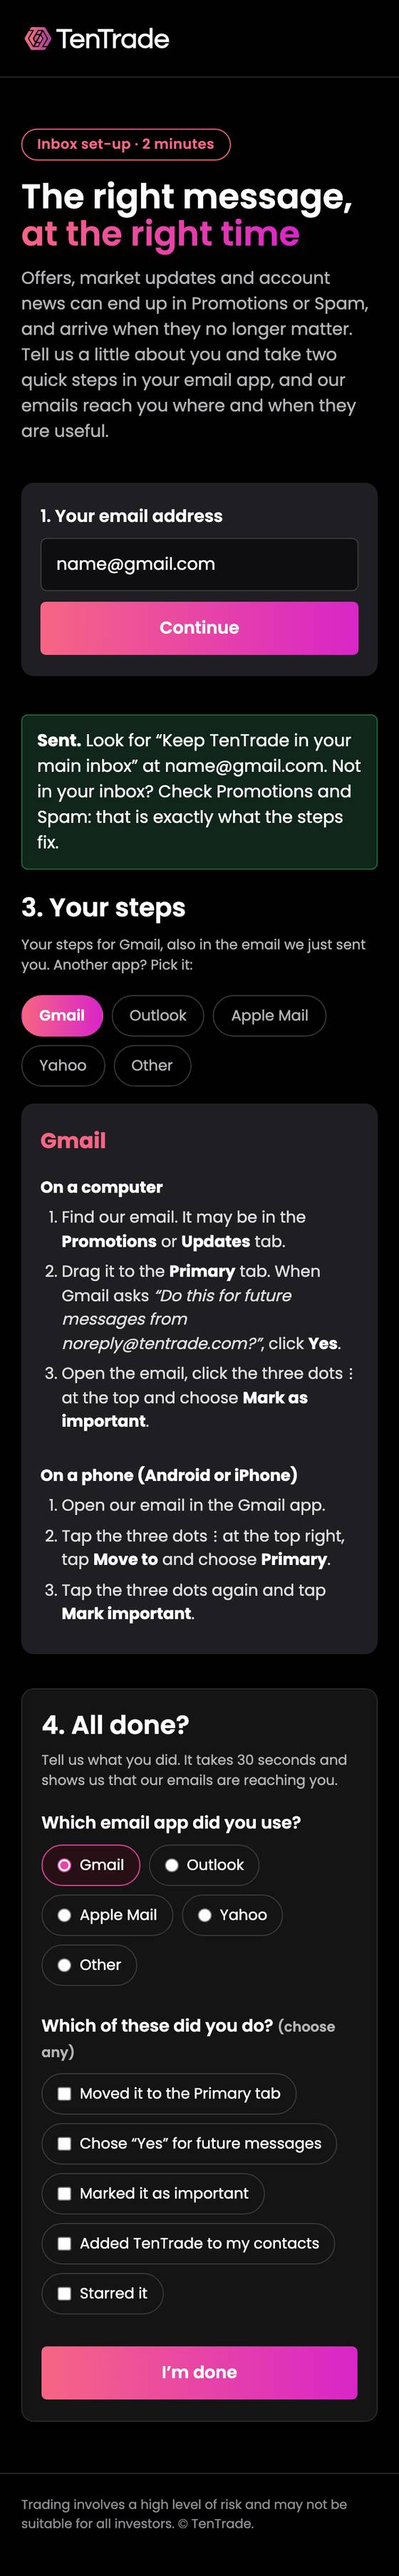 TenTrade
Inbox set-up · 2 minutes
The right message,
at the right time
Offers, market updates and account
news can end up in Promotions or Spam,
and arrive when they no longer matter.
Tell us a little about you and take two
quick steps in your email app, and our
emails reach you where and when they
are useful.
1. Your email address
name@gmail.com
Continue
Sent. Look for “Keep TenTrade in your
main inbox” at name@gmail.com. Not
in your inbox? Check Promotions and
Spam: that is exactly what the steps
fix.
3. Your steps
Your steps for Gmail, also in the email we just sent
you. Another app? Pick it:
Gmail Outlook Apple Mail
Yahoo Other
Gmail
On a computer
1. Find our email. It may be in the
Promotions or Updates tab.
2. Drag it to the Primary tab. When
Gmail asks “Do this for future
messages from
noreply@tentrade.com?”, click Yes.
3. Open the email, click the three dots ⋮
at the top and choose Mark as
important.
On a phone (Android or iPhone)
1. Open our email in the Gmail app.
2. Tap the three dots ⋮ at the top right,
tap Move to and choose Primary.
3. Tap the three dots again and tap
Mark important.
4. All done?
Tell us what you did. It takes 30 seconds and
shows us that our emails are reaching you.
Which email app did you use?
Gmail Outlook
Apple Mail Yahoo
Other
Which of these did you do? (choose
any)
Moved it to the Primary tab
Chose “Yes” for future messages
Marked it as important
Added TenTrade to my contacts
Starred it
I’m done
Trading involves a high level of risk and may not be
suitable for all investors. © TenTrade.